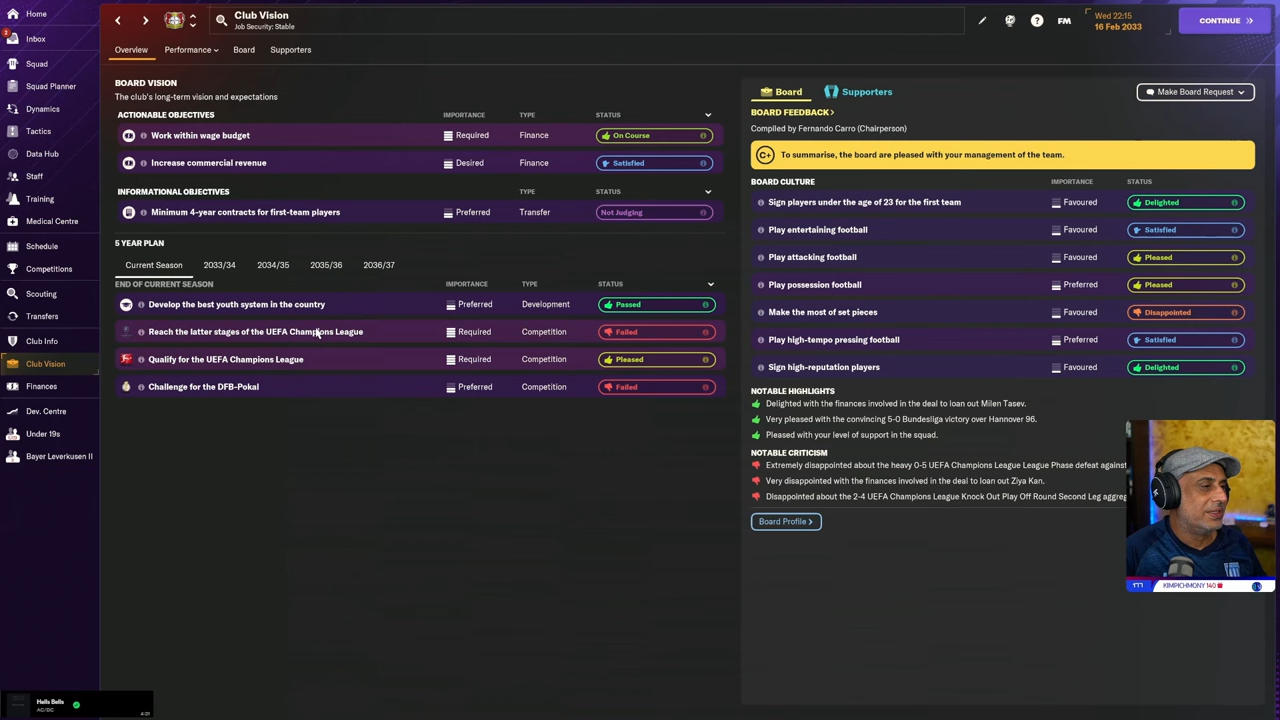 Club Vision
Job Security: Stable
FM
Wed 22:15
16 Feb 2033
CONTINUE
Home
2
Inbox
Squad
Squad Planner
Dynamics
Tactics
Data Hub
Staff
Training
Medical Centre
Schedule
Competitions
Scouting
Transfers
Club Info
Club Vision
Finances
Dev. Centre
Under 19s
Bayer Leverkusen II
Overview
Performance
Board
Supporters
BOARD VISION
The club's long-term vision and expectations
ACTIONABLE OBJECTIVES IMPORTANCE TYPE STATUS
Work within wage budget Required Finance On Course
Increase commercial revenue Desired Finance Satisfied
INFORMATIONAL OBJECTIVES TYPE STATUS
Minimum 4-year contracts for first-team players Preferred Transfer Not Judging
5 YEAR PLAN
Current Season 2033/34 2034/35 2035/36 2036/37
END OF CURRENT SEASON IMPORTANCE TYPE STATUS
Develop the best youth system in the country Preferred Development Passed
Reach the latter stages of the UEFA Champions League Required Competition Failed
Qualify for the UEFA Champions League Required Competition Pleased
Challenge for the DFB-Pokal Preferred Competition Failed
Board Supporters Make Board Request
BOARD FEEDBACK
Compiled by Fernando Carro (Chairperson)
C+ To summarise, the board are pleased with your management of the team.
BOARD CULTURE IMPORTANCE STATUS
Sign players under the age of 23 for the first team Favoured Delighted
Play entertaining football Favoured Satisfied
Play attacking football Favoured Pleased
Play possession football Preferred Pleased
Make the most of set pieces Favoured Disappointed
Play high-tempo pressing football Preferred Satisfied
Sign high-reputation players Favoured Delighted
NOTABLE HIGHLIGHTS
Delighted with the finances involved in the deal to loan out Milen Tasev.
Very pleased with the convincing 5-0 Bundesliga victory over Hannover 96.
Pleased with your level of support in the squad.
NOTABLE CRITICISM
Extremely disappointed about the heavy 0-5 UEFA Champions League League Phase defeat against
Very disappointed with the finances involved in the deal to loan out Ziya Kan.
Disappointed about the 2-4 UEFA Champions League Knock Out Play Off Round Second Leg aggreg
Board Profile
KIMPICHMONY 140
Hells Bells
AC/DC